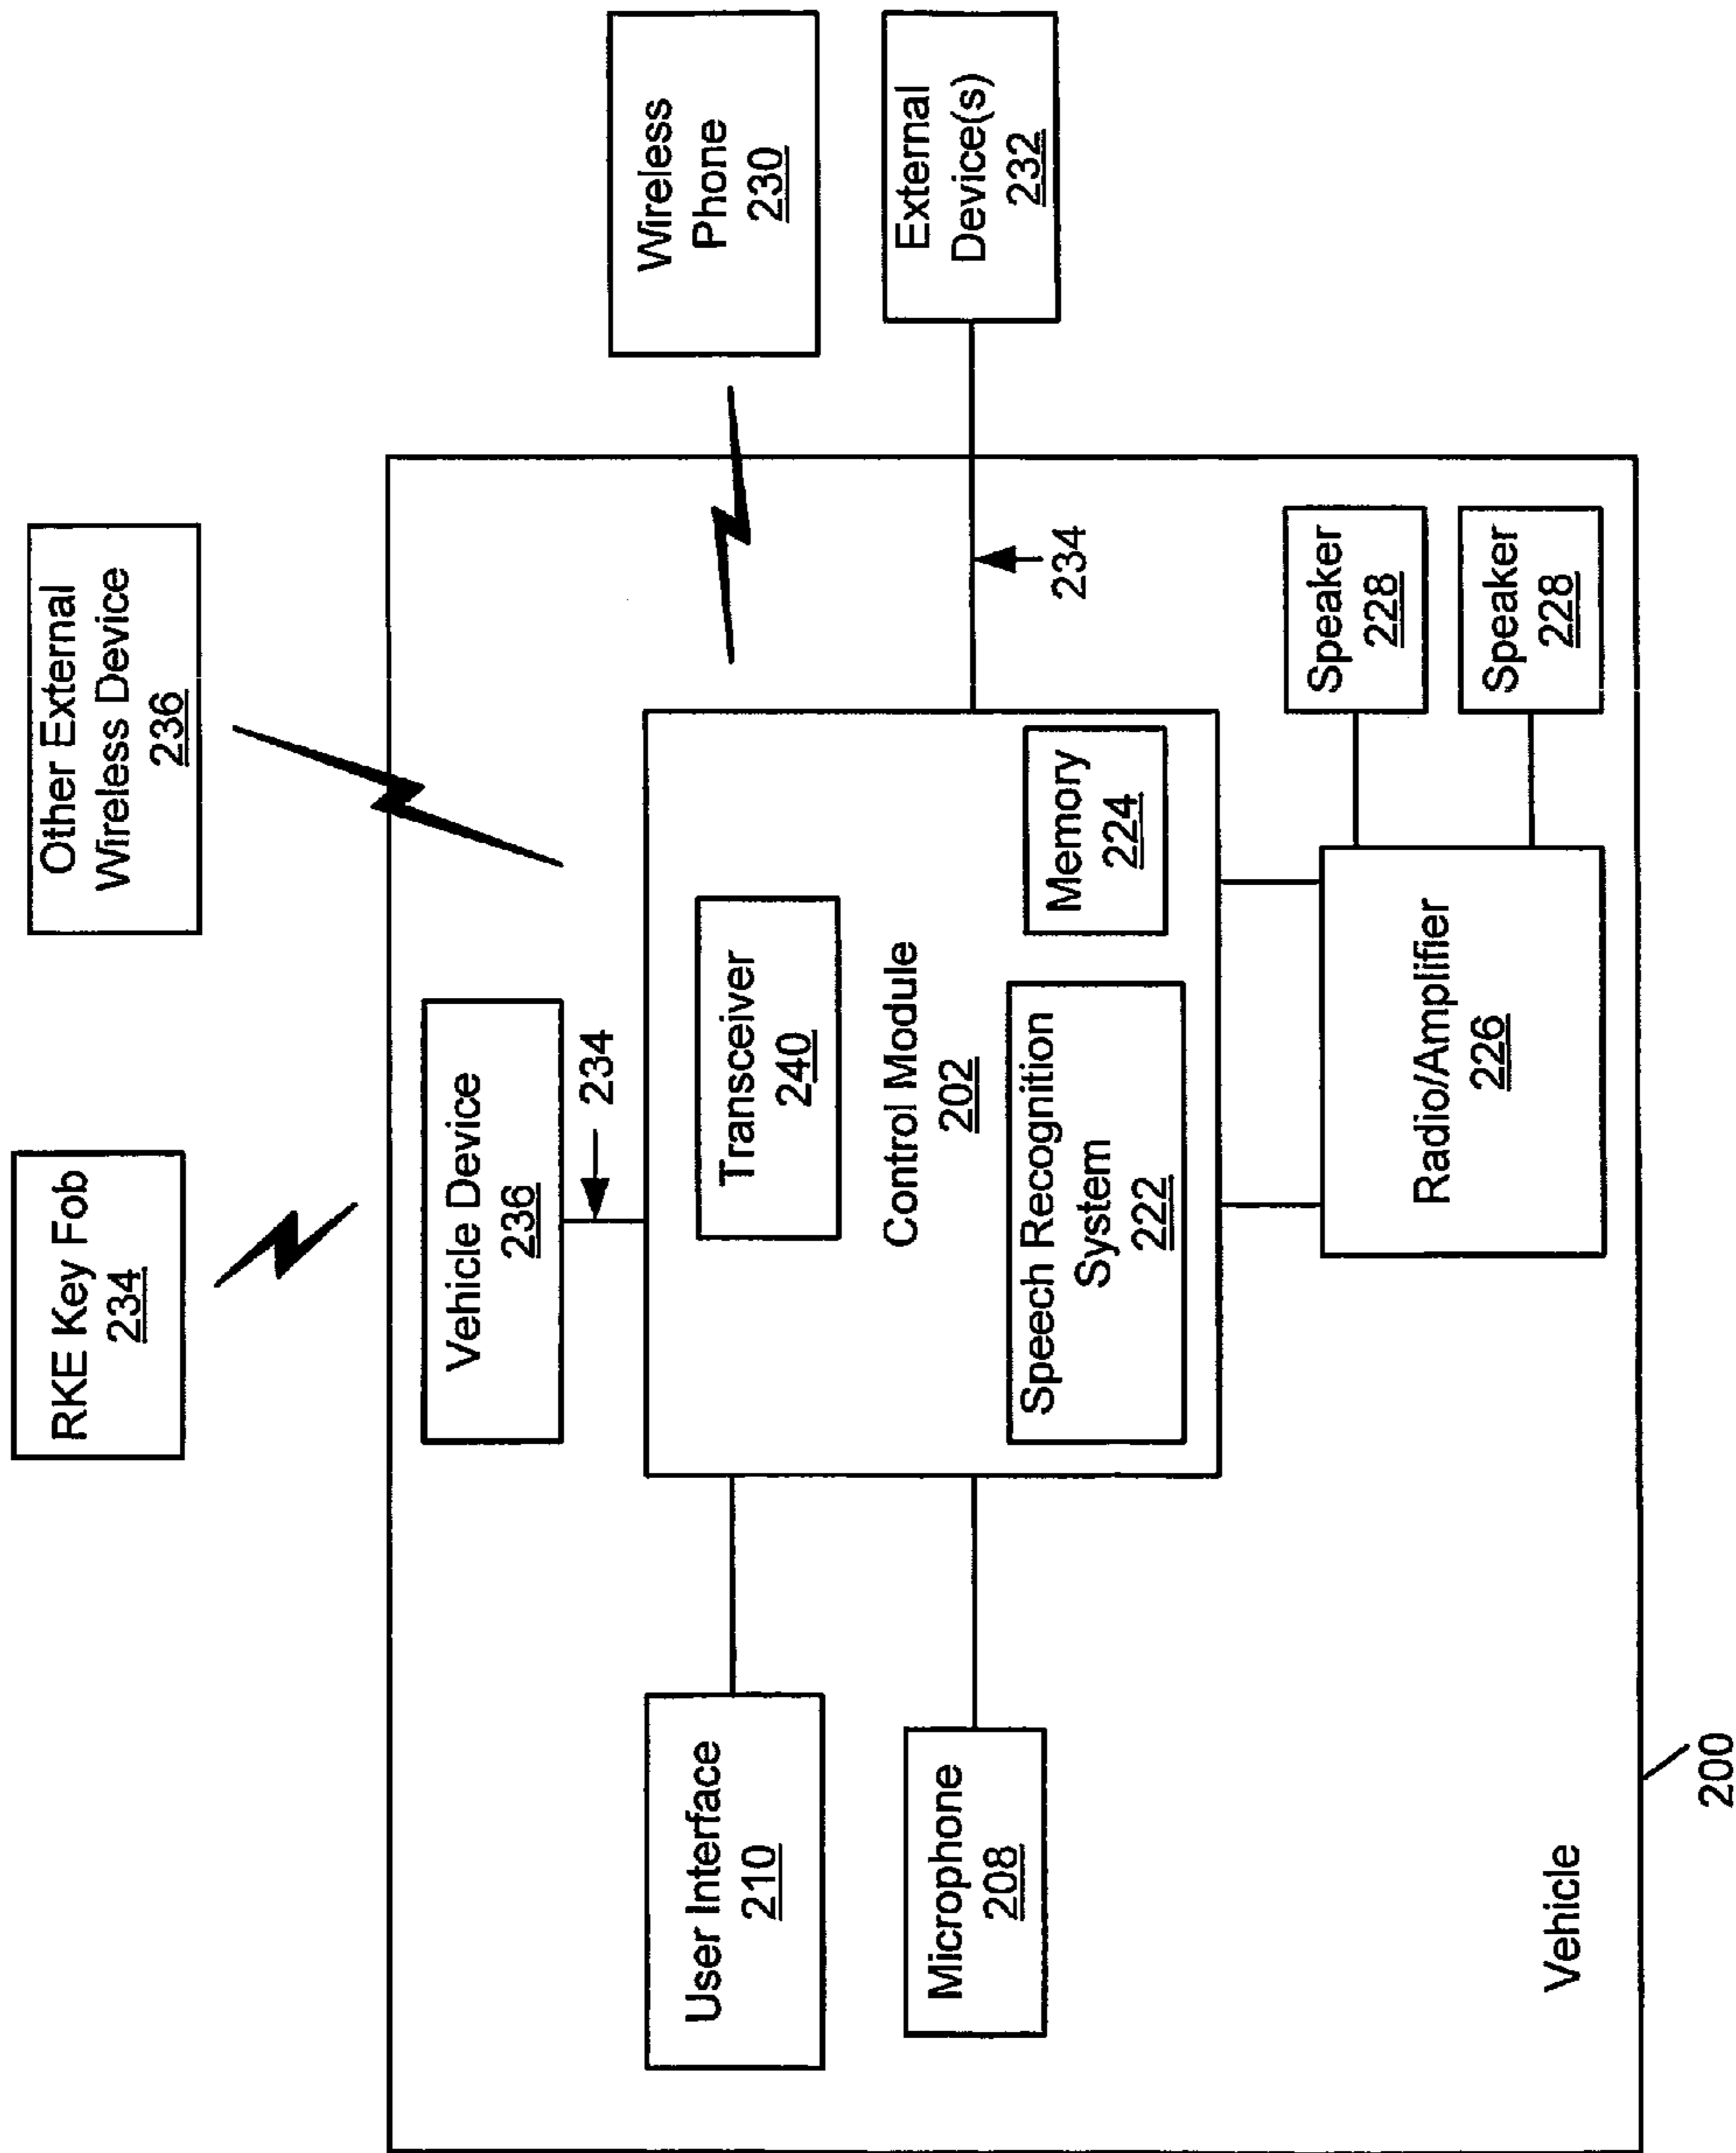 RKE Key Fob
234
Other External
Wireless Device
236
Vehicle Device
236
234
Wireless
Phone
230
User Interface
210
Transceiver
240
Control Module
202
External
Device(s)
232
234
Microphone
208
Speech Recognition
System
222
Memory
224
Radio/Amplifier
226
Speaker
228
Speaker
228
Vehicle
200